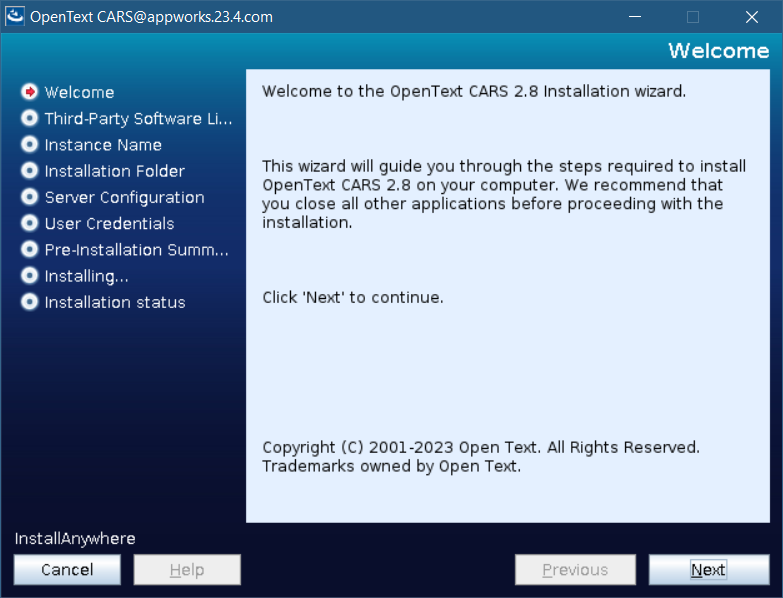 OpenText CARS@appworks.23.4.com
Welcome
Welcome
Third-Party Software Li...
Instance Name
Installation Folder
Server Configuration
User Credentials
Pre-Installation Summ...
Installing...
Installation status
Welcome to the OpenText CARS 2.8 Installation wizard.
This wizard will guide you through the steps required to install
OpenText CARS 2.8 on your computer. We recommend that
you close all other applications before proceeding with the
installation.
Click 'Next' to continue.
Copyright (C) 2001-2023 Open Text. All Rights Reserved.
Trademarks owned by Open Text.
InstallAnywhere
Cancel
Help
Previous
Next